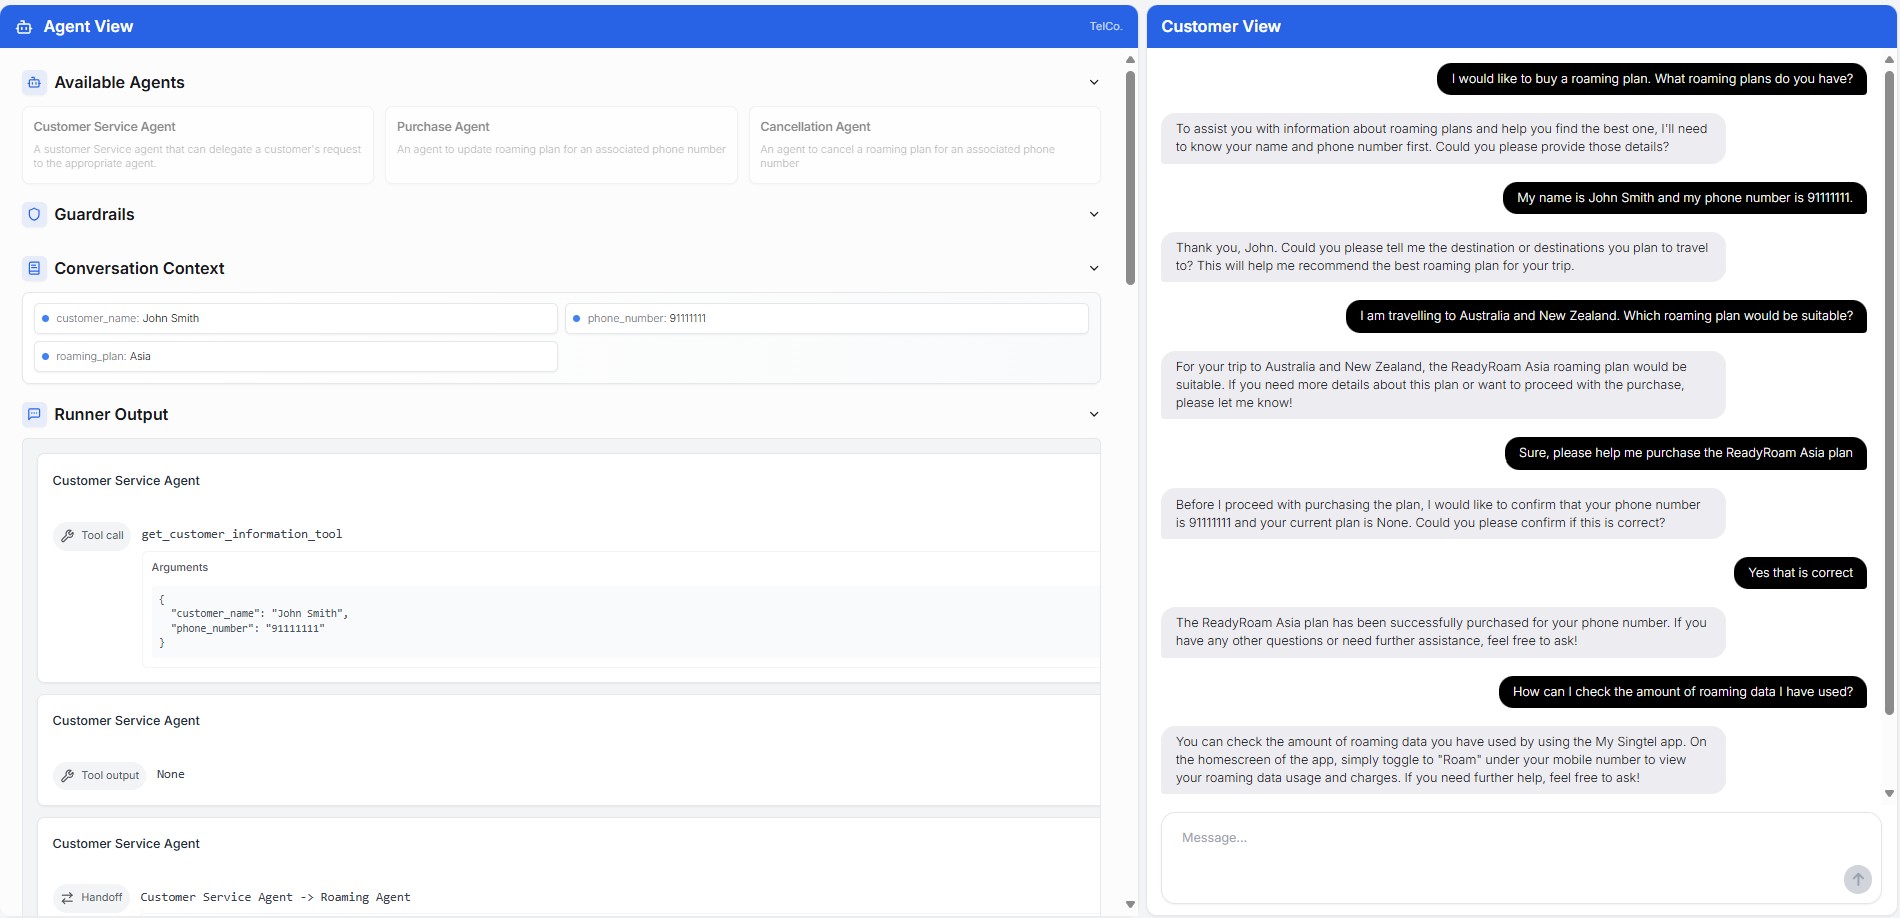 Agent View
TelCo.
Available Agents
Customer Service Agent
A sustomer Service agent that can delegate a customer's request
to the appropriate agent.
Purchase Agent
An agent to update roaming plan for an associated phone number
Cancellation Agent
An agent to cancel a roaming plan for an associated phone
number
Guardrails
Conversation Context
customer_name: John Smith
phone_number: 91111111
roaming_plan: Asia
Runner Output
Customer Service Agent
Tool call
get_customer_information_tool
Arguments
{
"customer_name": "John Smith",
"phone_number": "91111111"
}
Customer Service Agent
Tool output
None
Customer Service Agent
Handoff
Customer Service Agent -> Roaming Agent
Customer View
I would like to buy a roaming plan. What roaming plans do you have?
To assist you with information about roaming plans and help you find the best one, I'll need
to know your name and phone number first. Could you please provide those details?
My name is John Smith and my phone number is 91111111.
Thank you, John. Could you please tell me the destination or destinations you plan to travel
to? This will help me recommend the best roaming plan for your trip.
I am travelling to Australia and New Zealand. Which roaming plan would be suitable?
For your trip to Australia and New Zealand, the ReadyRoam Asia roaming plan would be
suitable. If you need more details about this plan or want to proceed with the purchase,
please let me know!
Sure, please help me purchase the ReadyRoam Asia plan
Before I proceed with purchasing the plan, I would like to confirm that your phone number
is 91111111 and your current plan is None. Could you please confirm if this is correct?
Yes that is correct
The ReadyRoam Asia plan has been successfully purchased for your phone number. If you
have any other questions or need further assistance, feel free to ask!
How can I check the amount of roaming data I have used?
You can check the amount of roaming data you have used by using the My Singtel app. On
the homescreen of the app, simply toggle to "Roam" under your mobile number to view
your roaming data usage and charges. If you need further help, feel free to ask!
Message...